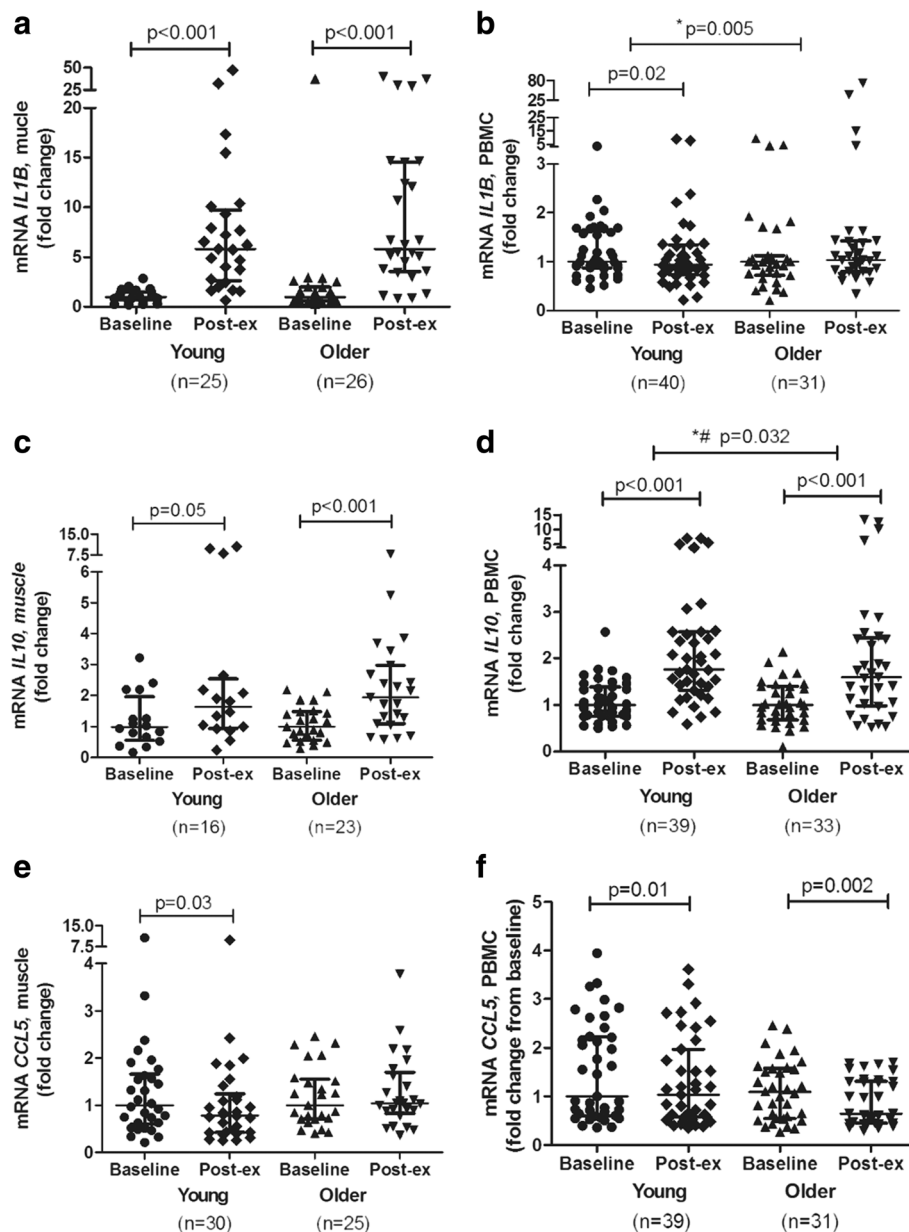 a
p<0.001
p<0.001
mRNA IL1B, mucle
(fold change)
50
25
20
15
10
5
0
Baseline Post-ex Baseline Post-ex
Young Older
(n=25) (n=26)
b
*p=0.005
p=0.02
mRNA IL1B, PBMC
(fold change)
80
25
25
15
5
3
2
1
0
Baseline Post-ex Baseline Post-ex
Young Older
(n=40) (n=31)
c
p=0.05
p<0.001
mRNA IL10, muscle
(fold change)
15.0
7.5
6
5
4
3
2
1
0
Baseline Post-ex Baseline Post-ex
Young Older
(n=16) (n=23)
d
*# p=0.032
p<0.001
p<0.001
mRNA IL10, PBMC
(fold change)
15
10
5
4
3
2
1
0
Baseline Post-ex Baseline Post-ex
Young Older
(n=39) (n=33)
e
p=0.03
mRNA CCL5, muscle
(fold change)
15.0
7.5
4
3
2
1
0
Baseline Post-ex Baseline Post-ex
Young Older
(n=30) (n=25)
f
p=0.01
p=0.002
mRNA CCL5, PBMC
(fold change from baseline)
5
4
3
2
1
0
Baseline Post-ex Baseline Post-ex
Young Older
(n=39) (n=31)